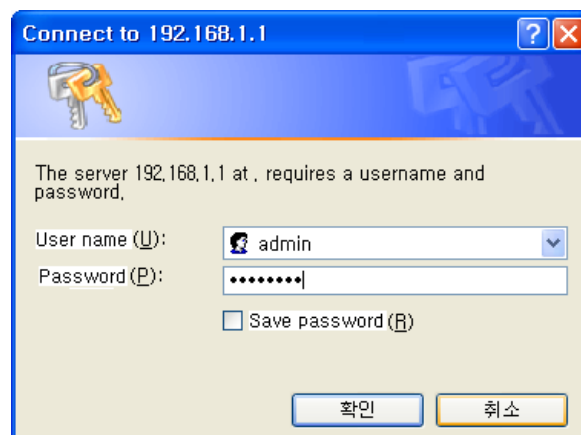 Connect to 192.168.1.1
The server 192,168,1,1 at , requires a username and
password,
User name (U):
admin
Password (P):
••••••••
Save password (R)
확인
취소